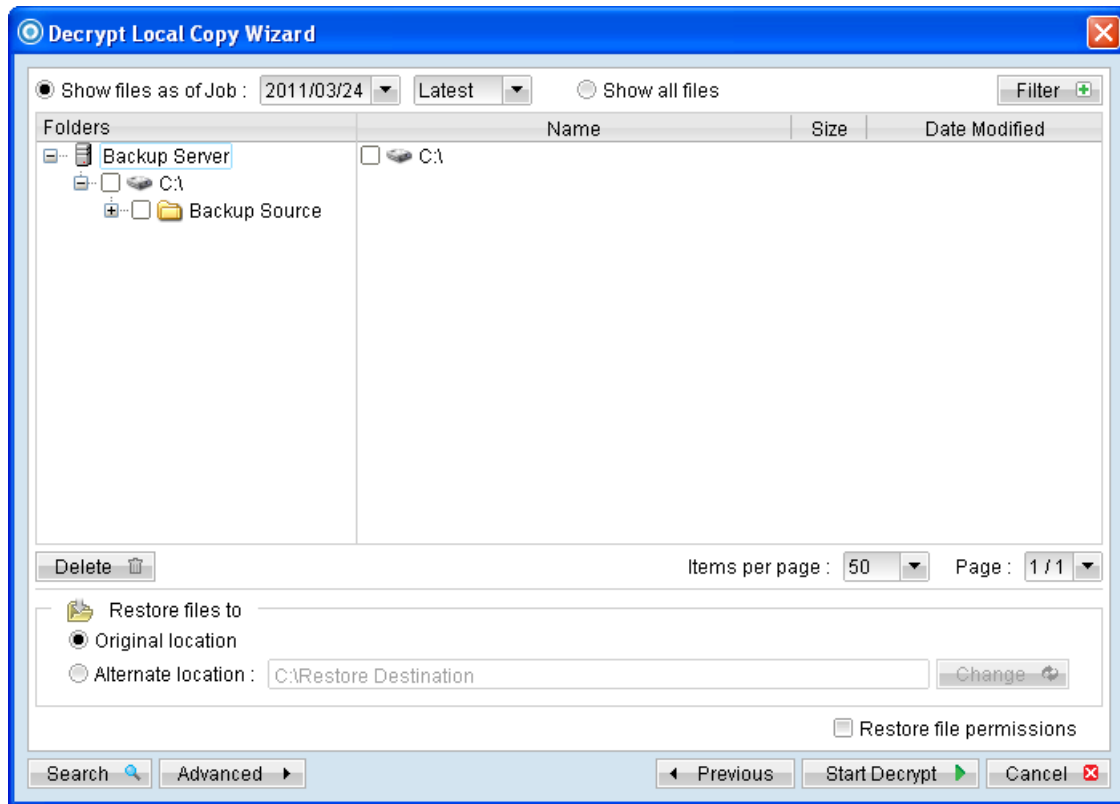 Decrypt Local Copy Wizard
Show files as of Job : 2011/03/24 Latest Show all files Filter
Folders Name Size Date Modified
Backup Server C:\
C:\
Backup Source
Delete Items per page : 50 Page : 1 / 1
Restore files to
Original location
Alternate location : C:\Restore Destination Change
Restore file permissions
Search Advanced Previous Start Decrypt Cancel